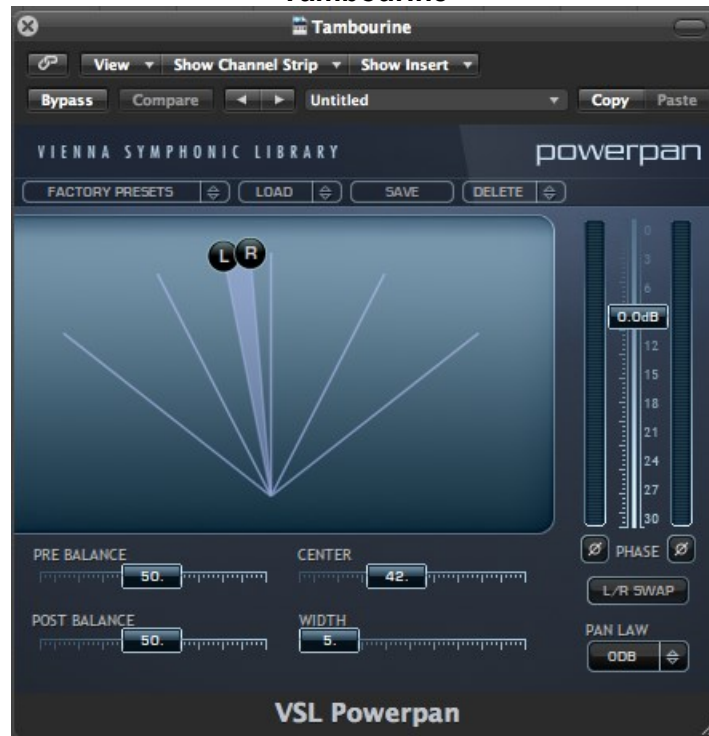 Tambourine
View Show Channel Strip Show Insert
Bypass Compare Untitled Copy Paste
VIENNA SYMPHONIC LIBRARY powerpan
FACTORY PRESETS LOAD SAVE DELETE
L R
0
3
6
0.0dB
12
15
18
21
24
27
30
PRE BALANCE CENTER Ø PHASE Ø
50. 42.
L/R SWAP
POST BALANCE WIDTH
50. 5.
PAN LAW
0DB
VSL Powerpan